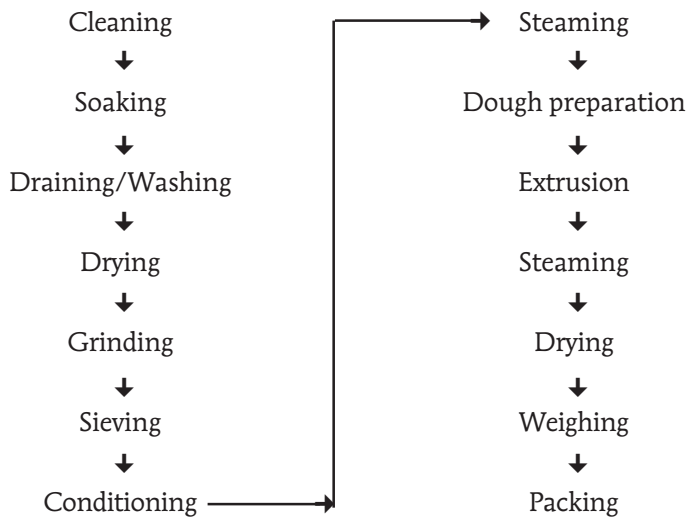 Cleaning
Soaking
Draining/Washing
Drying
Grinding
Sieving
Conditioning
Steaming
Dough preparation
Extrusion
Steaming
Drying
Weighing
Packing